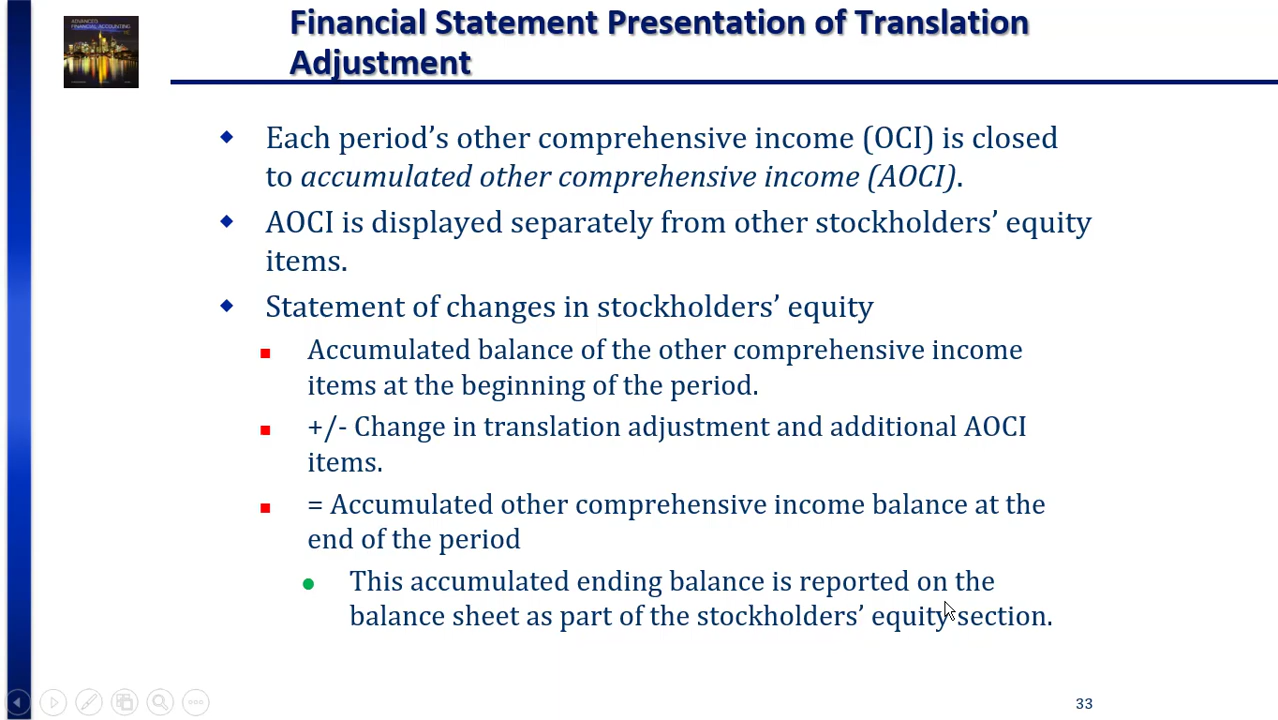 Financial Statement Presentation of Translation
Adjustment
Each period’s other comprehensive income (OCI) is closed
to accumulated other comprehensive income (AOCI).
AOCI is displayed separately from other stockholders’ equity
items.
Statement of changes in stockholders’ equity
Accumulated balance of the other comprehensive income
items at the beginning of the period.
+/- Change in translation adjustment and additional AOCI
items.
= Accumulated other comprehensive income balance at the
end of the period
This accumulated ending balance is reported on the
balance sheet as part of the stockholders’ equity section.
33